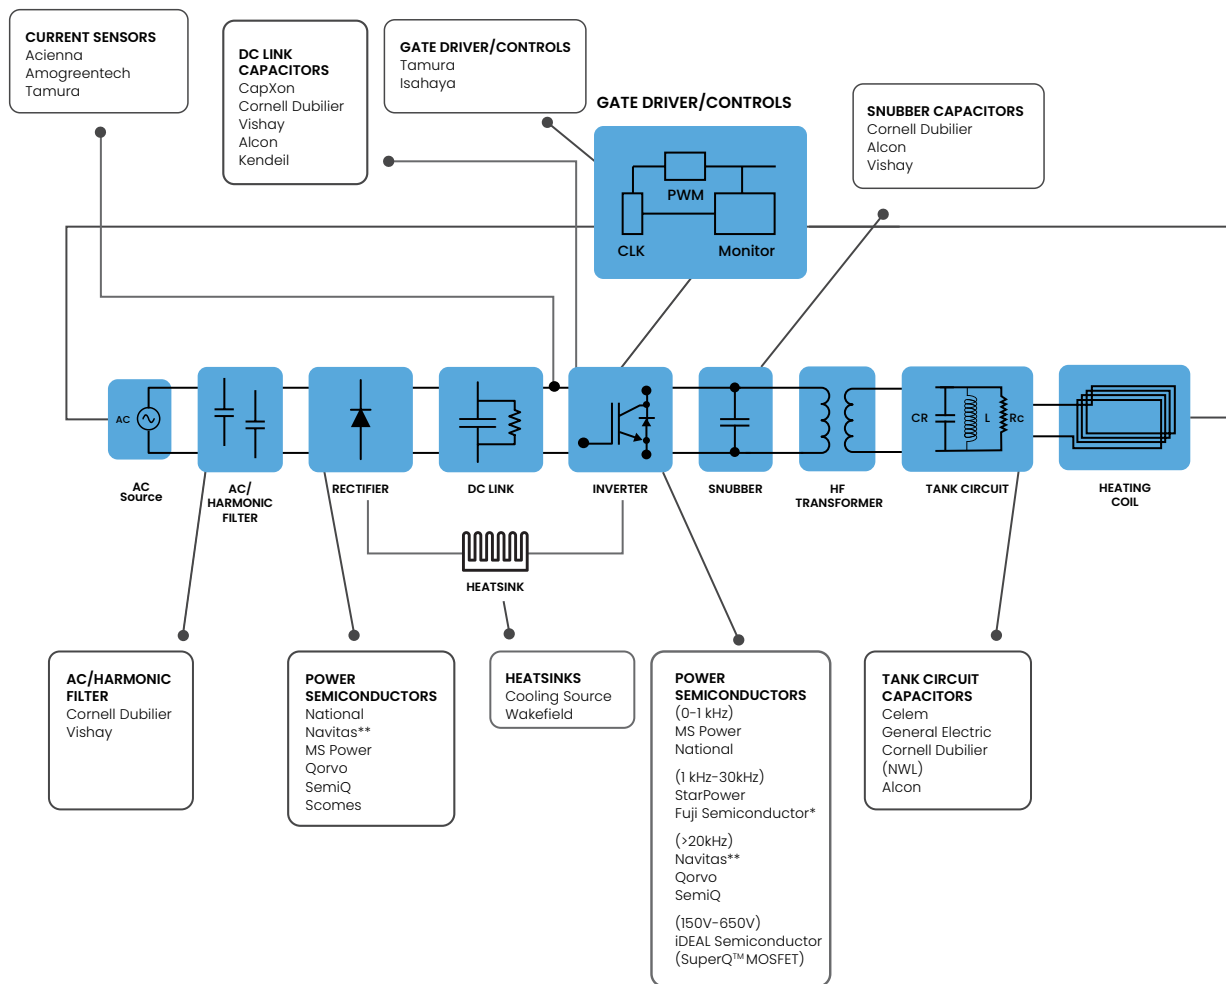 CURRENT SENSORS
Acienna
Amogreentech
Tamura
DC LINK
CAPACITORS
CapXon
Cornell Dubilier
Vishay
Alcon
Kendeil
GATE DRIVER/CONTROLS
Tamura
Isahaya
GATE DRIVER/CONTROLS
PWM
CLK
Monitor
SNUBBER CAPACITORS
Cornell Dubilier
Alcon
Vishay
AC
CR
L
Rc
AC
Source
AC/
HARMONIC
FILTER
RECTIFIER
DC LINK
INVERTER
SNUBBER
HF
TRANSFORMER
TANK CIRCUIT
HEATING
COIL
HEATSINK
AC/HARMONIC
FILTER
Cornell Dubilier
Vishay
POWER
SEMICONDUCTORS
National
Navitas**
MS Power
Qorvo
SemiQ
Scomes
HEATSINKS
Cooling Source
Wakefield
POWER
SEMICONDUCTORS
(0-1 kHz)
MS Power
National
(1 kHz-30kHz)
StarPower
Fuji Semiconductor*
(>20kHz)
Navitas**
Qorvo
SemiQ
(150V-650V)
iDEAL Semiconductor
(SuperQ™ MOSFET)
TANK CIRCUIT
CAPACITORS
Celem
General Electric
Cornell Dubilier
(NWL)
Alcon